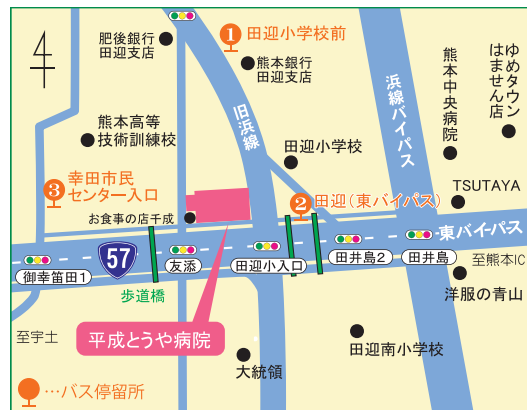 肥後銀行
田迎支店
1
田迎小学校前
熊本銀行
田迎支店
旧浜線
浜線バイパス
熊本中央病院
ゆめタウン
はません店
熊本高等
技術訓練校
田迎小学校
3
幸田市民
センター入口
お食事の店千成
2
田迎(東バイパス)
TSUTAYA
東バイパス
57
御幸笛田1
友添
田迎小入口
田井島2
田井島
至熊本IC
歩道橋
洋服の青山
至宇土
平成とうや病院
大統領
田迎南小学校
…バス停留所